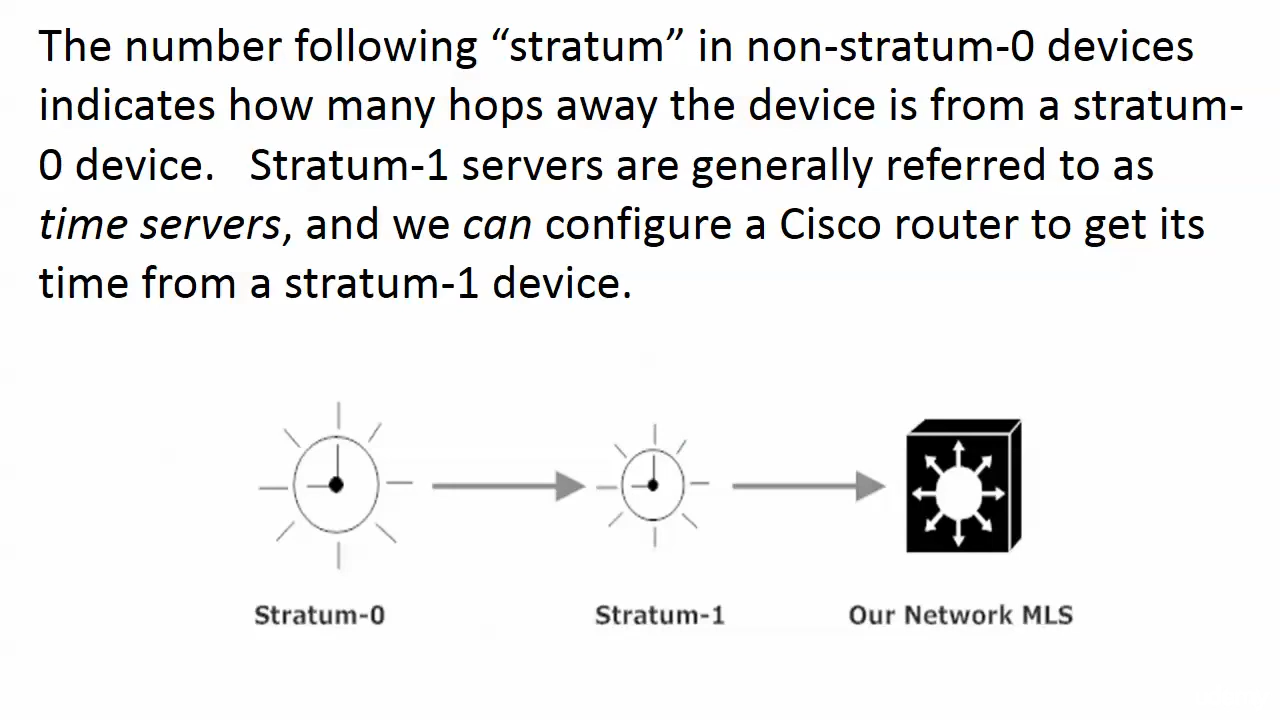 The number following “stratum” in non-stratum-0 devices
indicates how many hops away the device is from a stratum-
0 device.   Stratum-1 servers are generally referred to as
time servers, and we can configure a Cisco router to get its
time from a stratum-1 device.
Stratum-0
Stratum-1
Our Network MLS